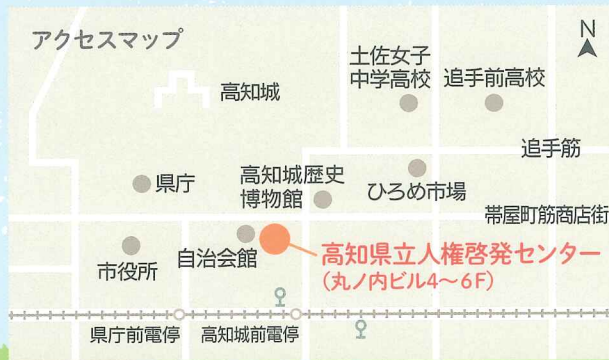 アクセスマップ
N
土佐女子
中学高校
追手前高校
高知城
追手筋
県庁
高知城歴史
博物館
ひろめ市場
帯屋町筋商店街
市役所
自治会館
高知県立人権啓発センター
(丸ノ内ビル4〜6F)
県庁前電停
高知城前電停